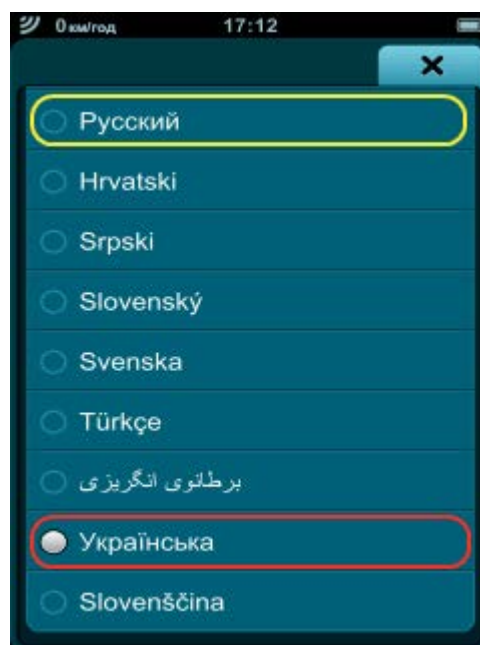 0 км/год 17:12
Русский
Hrvatski
Srpski
Slovenský
Svenska
Türkçe
برطانوی انگریزی
Українська
Slovenščina